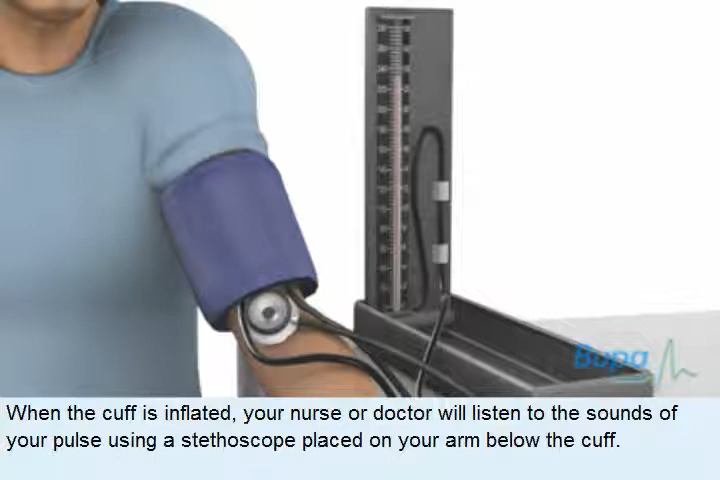 Bupa
When the cuff is inflated, your nurse or doctor will listen to the sounds of
your pulse using a stethoscope placed on your arm below the cuff.